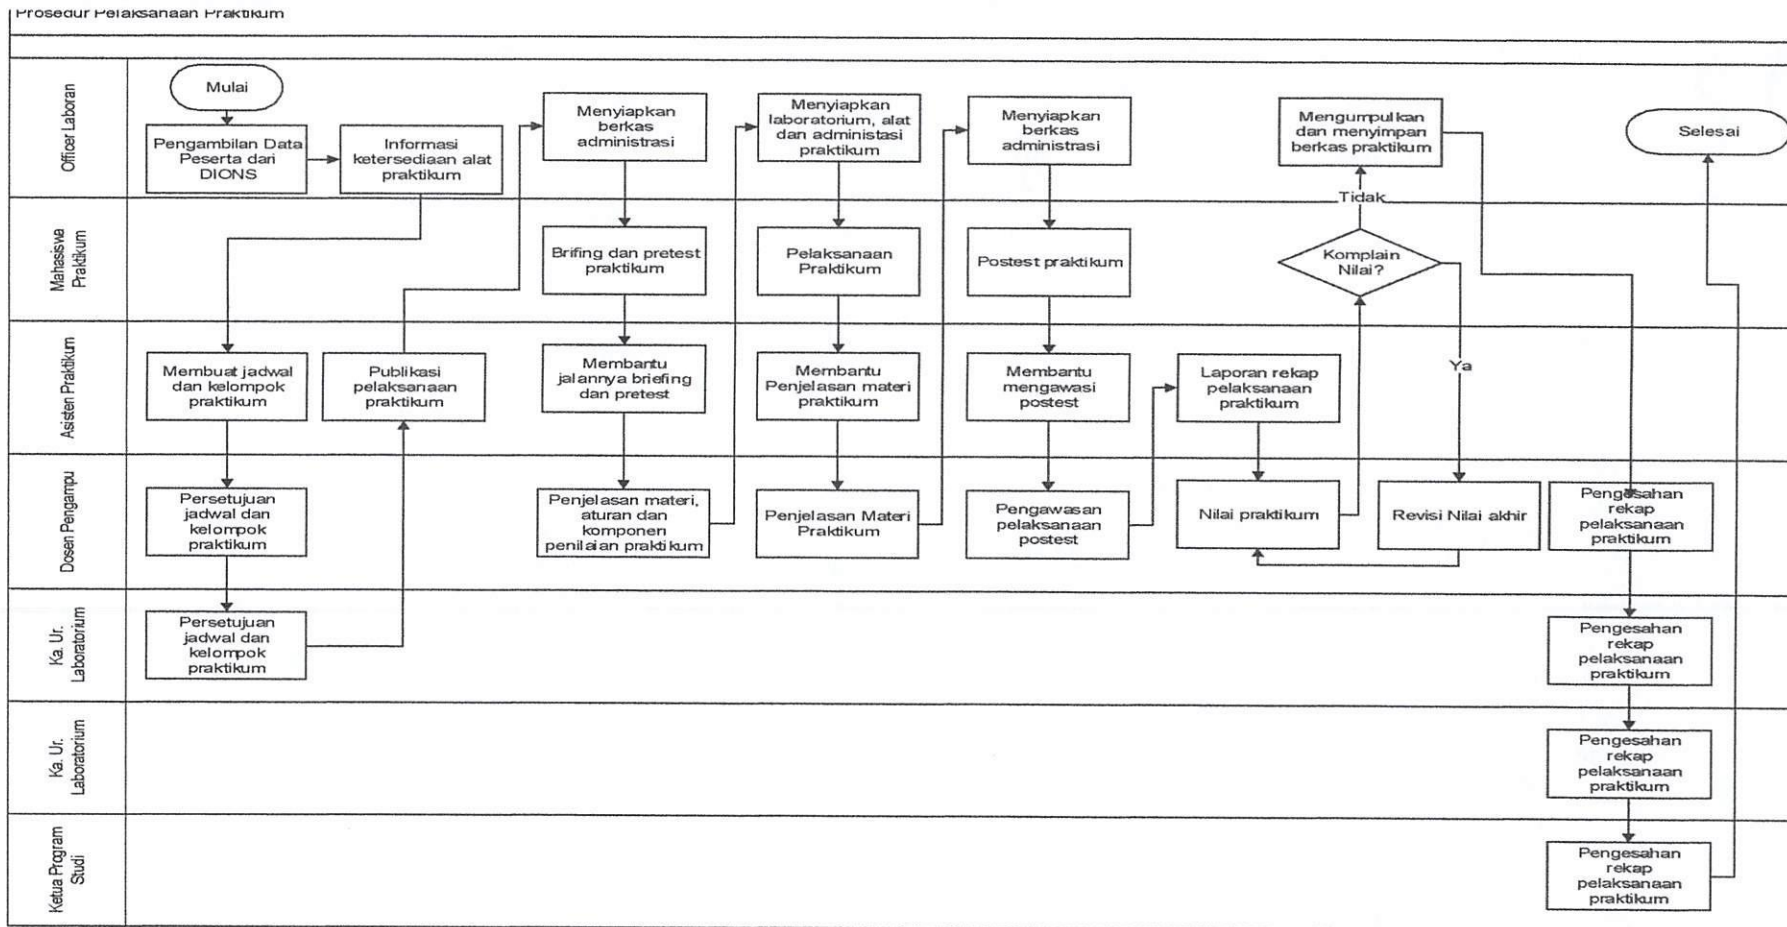 Prosedur Pelaksanaan Praktikum
Officer Laboran
Mulai
Pengambilan Data
Peserta dari
DIONS
Informasi
ketersediaan alat
praktikum
Menyiapkan
berkas
administrasi
Menyiapkan
laboratorium, alat
dan administasi
praktikum
Menyiapkan
berkas
administrasi
Mengumpulkan
dan menyimpan
berkas praktikum
Selesai
Mahasiswa
Praktikum
Brifing dan pretest
praktikum
Pelaksanaan
Praktikum
Postest praktikum
Tidak
Komplain
Nilai?
Ya
Asisten Praktikum
Membuat jadwal
dan kelompok
praktikum
Publikasi
pelaksanaan
praktikum
Membantu
jalannya briefing
dan pretest
Membantu
Penjelasan materi
praktikum
Membantu
mengawasi
postest
Laporan rekap
pelaksanaan
praktikum
Dosen Pengampu
Persetujuan
jadwal dan
kelompok
praktikum
Penjelasan materi,
aturan dan
komponen
penilaian praktikum
Penjelasan Materi
Praktikum
Pengawasan
pelaksanaan
postest
Nilai praktikum
Revisi Nilai akhir
Pengesahan
rekap
pelaksanaan
praktikum
Ka. Ur.
Laboratorium
Persetujuan
jadwal dan
kelompok
praktikum
Pengesahan
rekap
pelaksanaan
praktikum
Ka. Ur.
Laboratorium
Pengesahan
rekap
pelaksanaan
praktikum
Ketua Program
Studi
Pengesahan
rekap
pelaksanaan
praktikum